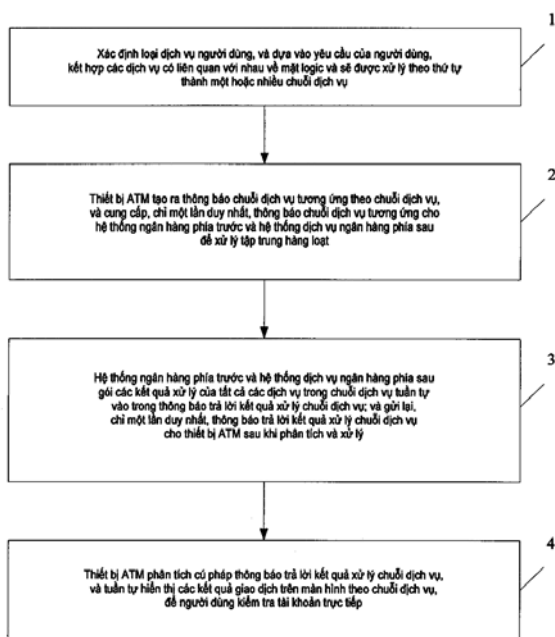 1
Xác định loại dịch vụ người dùng, và dựa vào yêu cầu của người dùng,
kết hợp các dịch vụ có liên quan với nhau về mặt logic và sẽ được xử lý theo thứ tự
thành một hoặc nhiều chuỗi dịch vụ
2
Thiết bị ATM tạo ra thông báo chuỗi dịch vụ tương ứng theo chuỗi dịch vụ,
và cung cấp, chỉ một lần duy nhất, thông báo chuỗi dịch vụ tương ứng cho
hệ thống ngân hàng phía trước và hệ thống dịch vụ ngân hàng phía sau
để xử lý tập trung hàng loạt
3
Hệ thống ngân hàng phía trước và hệ thống dịch vụ ngân hàng phía sau
gói các kết quả xử lý của tất cả các dịch vụ trong chuỗi dịch vụ tuần tự
vào trong thông báo trả lời kết quả xử lý chuỗi dịch vụ; và gửi lại,
chỉ một lần duy nhất, thông báo trả lời kết quả xử lý chuỗi dịch vụ
cho thiết bị ATM sau khi phân tích và xử lý
4
Thiết bị ATM phân tích cú pháp thông báo trả lời kết quả xử lý chuỗi dịch vụ,
và tuần tự hiển thị các kết quả giao dịch trên màn hình theo chuỗi dịch vụ,
để người dùng kiểm tra tài khoản trực tiếp